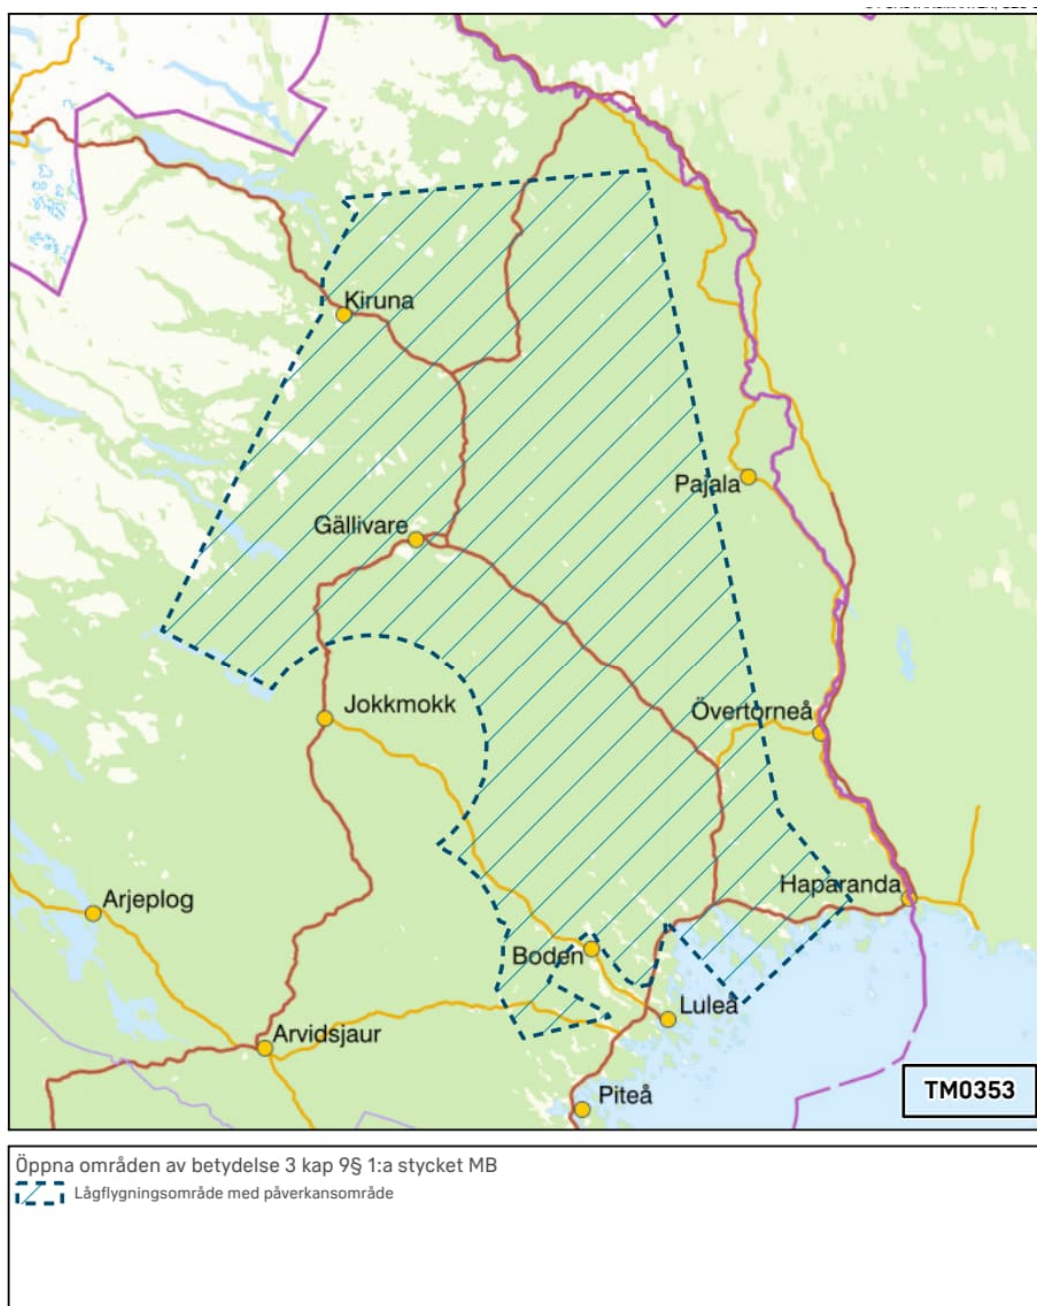 Kiruna
Pajala
Gällivare
Jokkmokk
Övertorneå
Haparanda
Arjeplog
Boden
Luleå
Arvidsjaur
Piteå
TM0353
Öppna områden av betydelse 3 kap 9§ 1:a stycket MB
Lågflygningsområde med påverkansområde